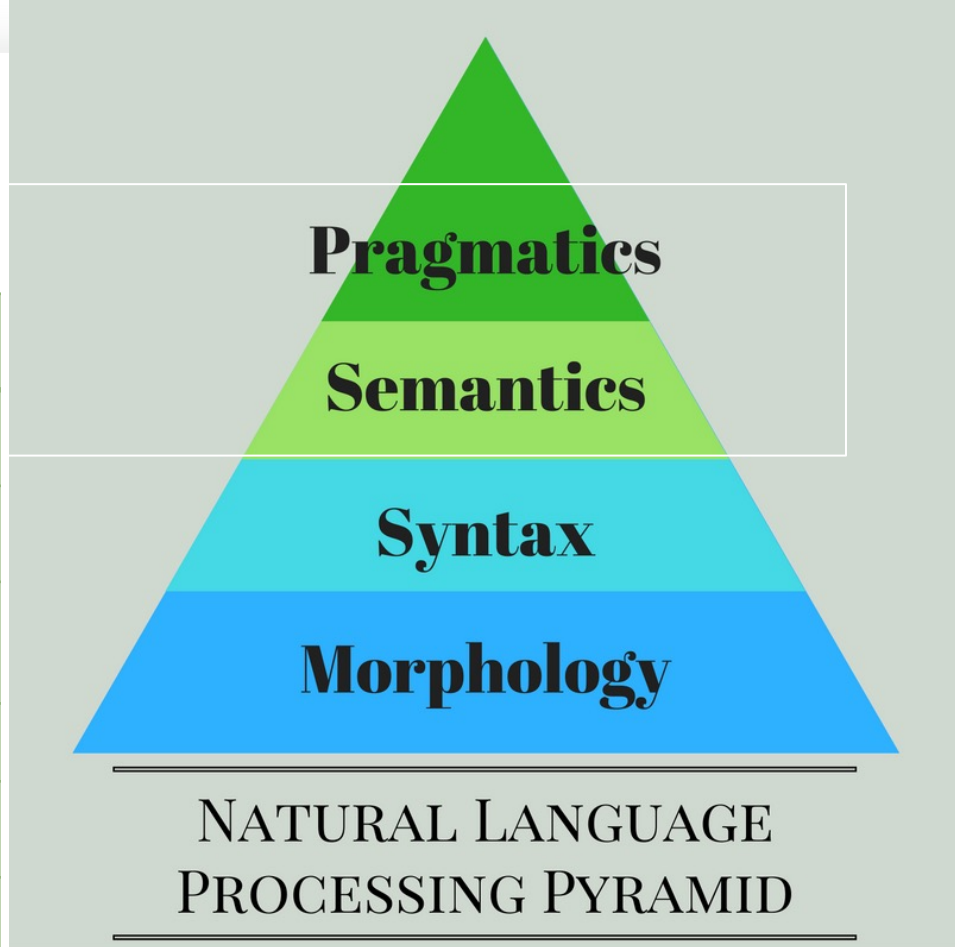 Pragmatics
Semantics
Syntax
Morphology
NATURAL LANGUAGE
PROCESSING PYRAMID